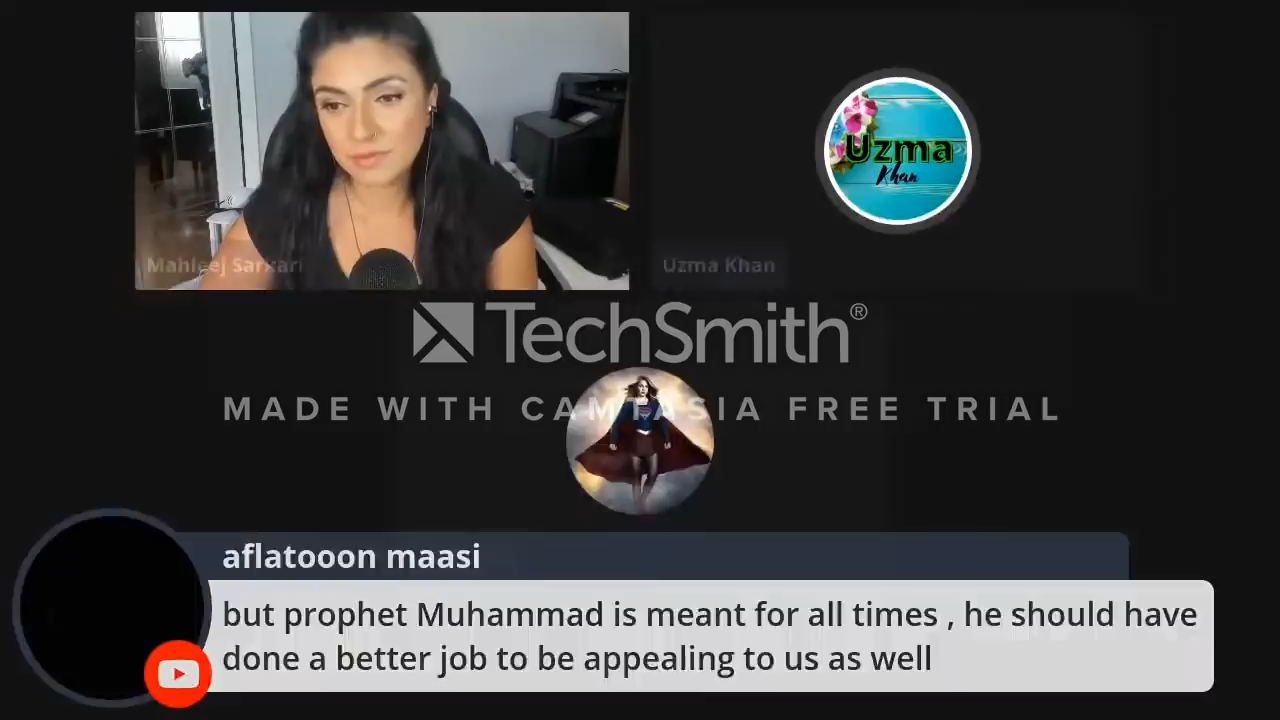 Mahleej Sarkari
Uzma
Khan
Uzma Khan
TechSmith®
MADE WITH CAMTASIA FREE TRIAL
aflatooon maasi
but prophet Muhammad is meant for all times , he should have
done a better job to be appealing to us as well